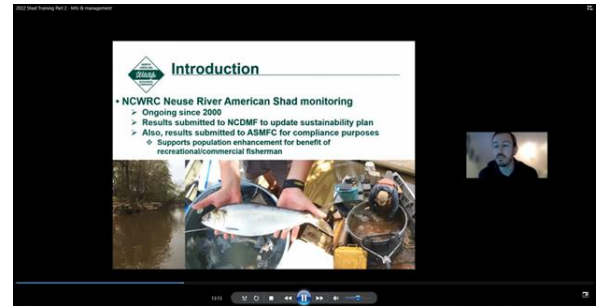 2022 Shad Training Part 2 - Info & management
Wildlife
Introduction
• NCWRC Neuse River American Shad monitoring
➢ Ongoing since 2000
➢ Results submitted to NCDMF to update sustainability plan
➢ Also, results submitted to ASMFC for compliance purposes
❖ Supports population enhancement for benefit of
recreational/commercial fisherman